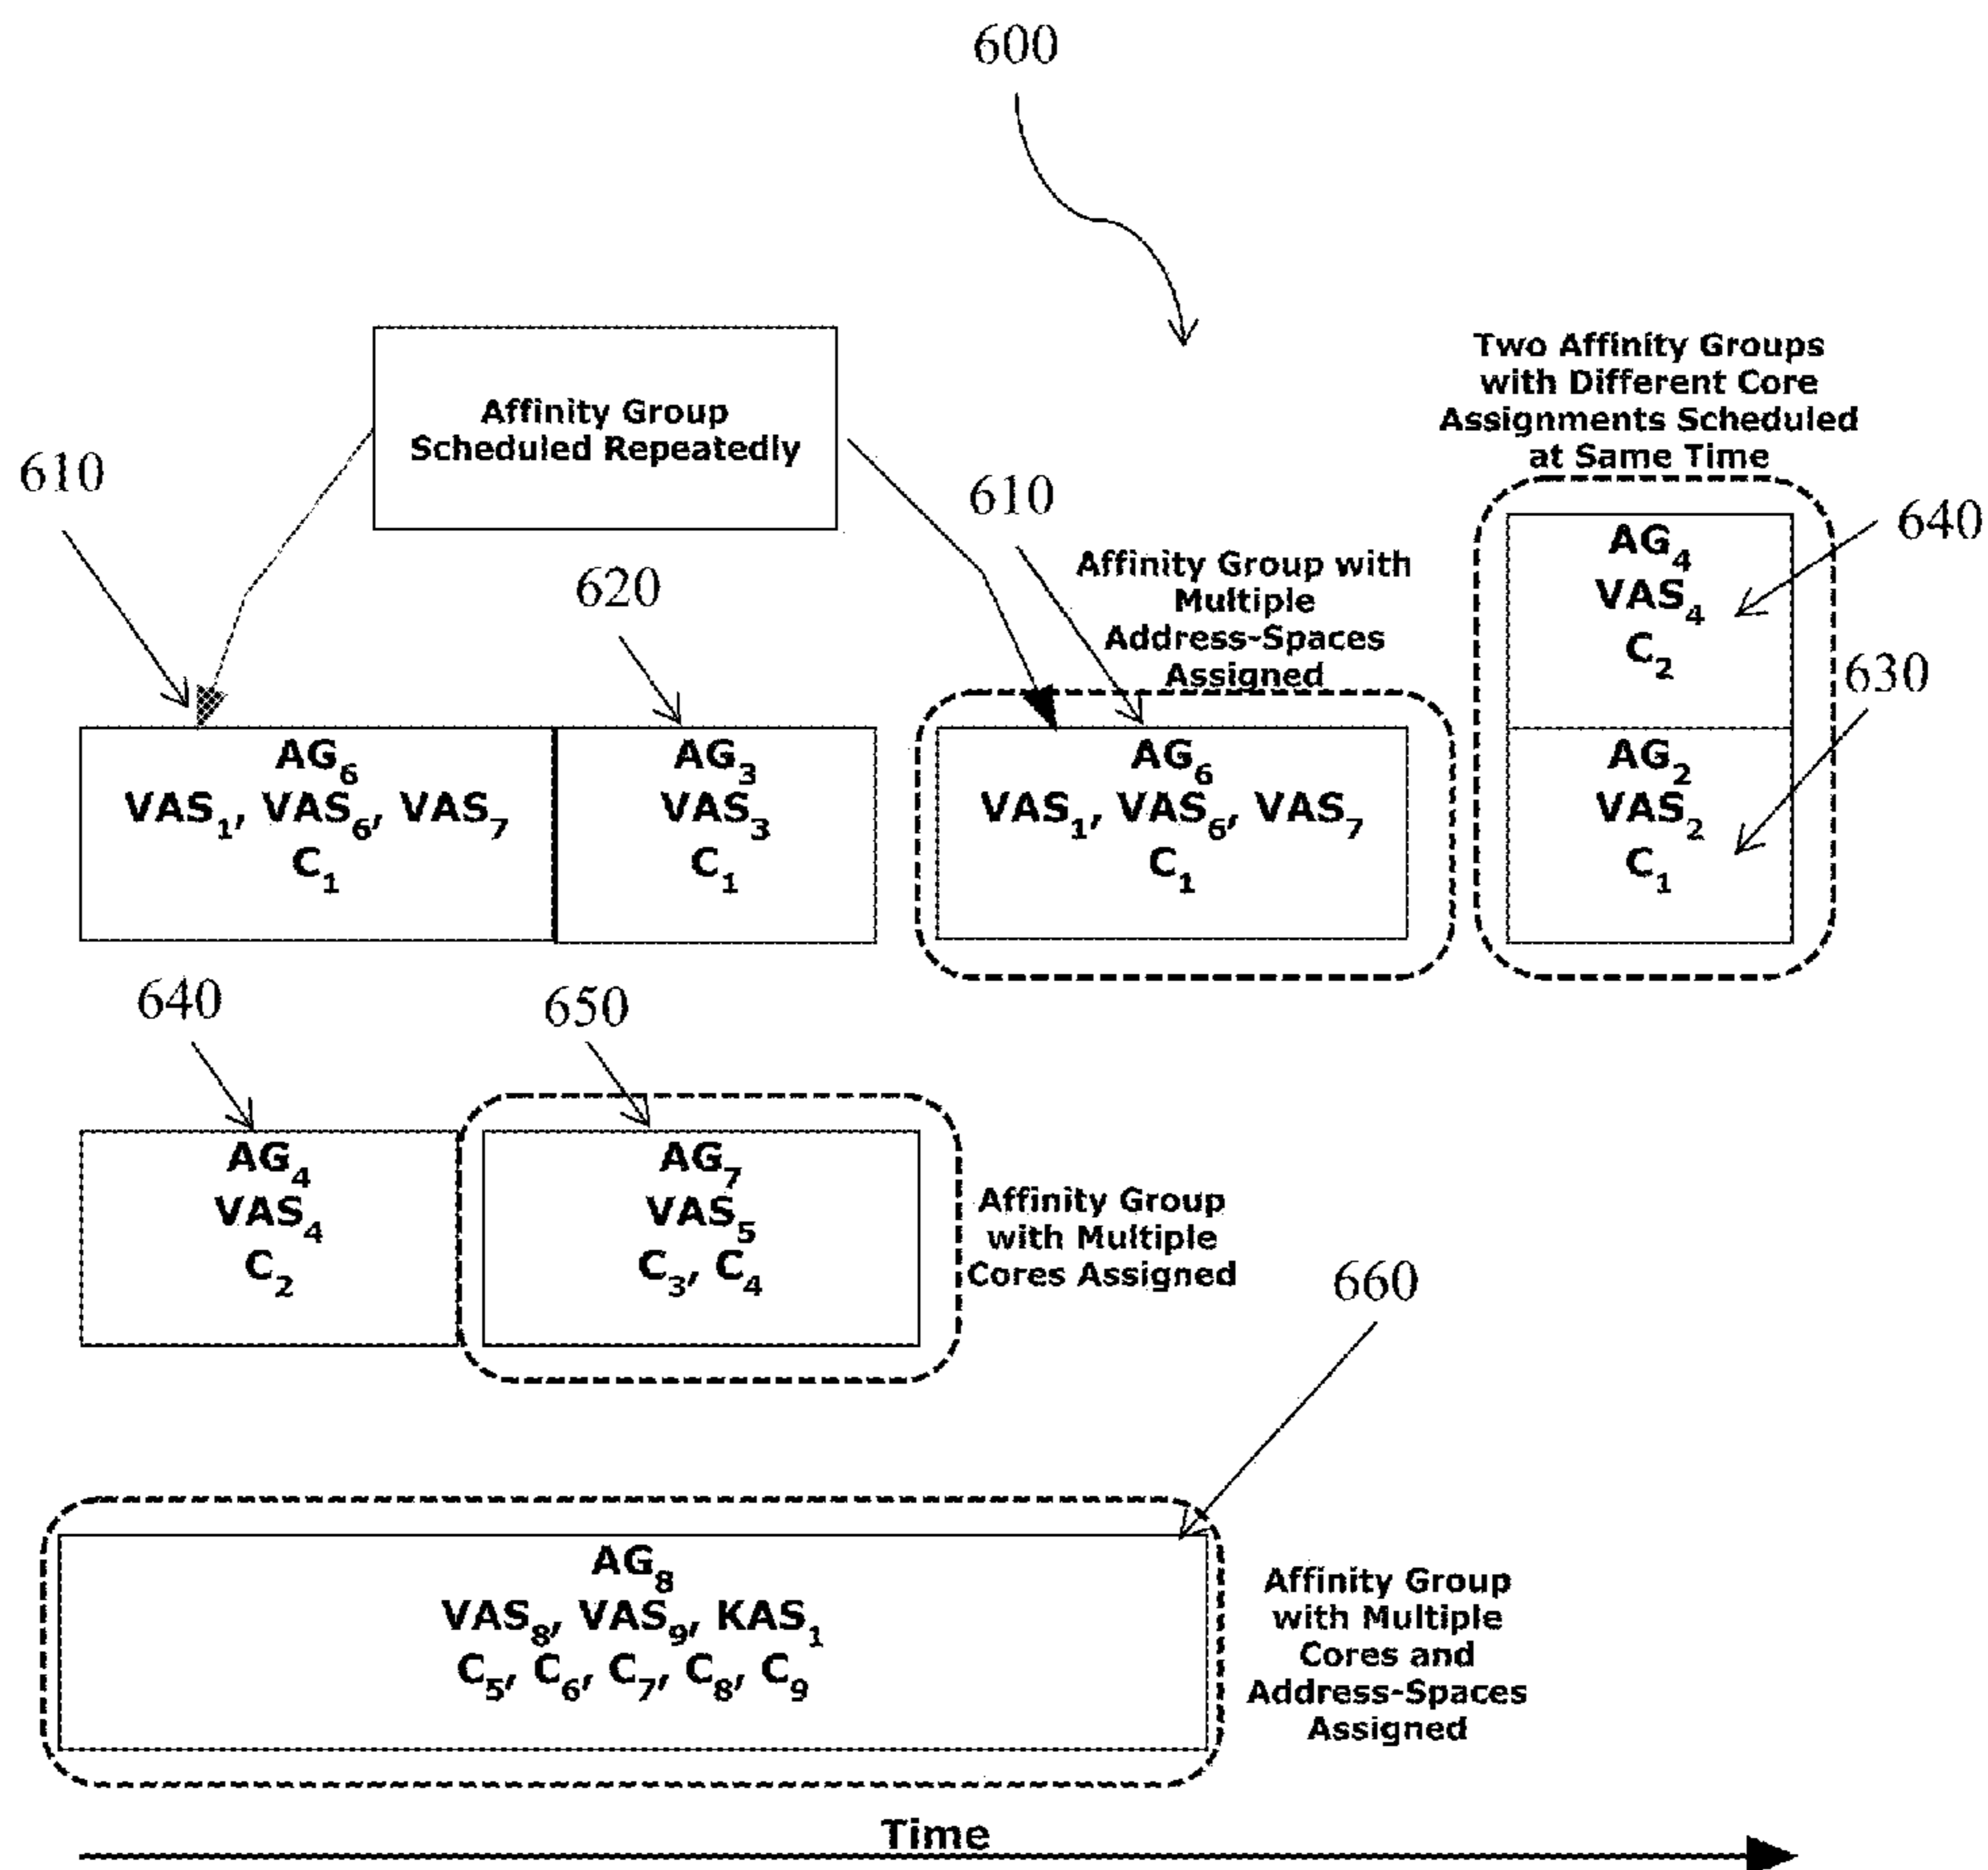 600
Affinity Group
Scheduled Repeatedly
Two Affinity Groups
with Different Core
Assignments Scheduled
at Same Time
610
620
610
Affinity Group with
Multiple
Address-Spaces
Assigned
AG₄
VAS₄
C₂
640
630
AG₆
VAS₁, VAS₆, VAS₇
C₁
AG₃
VAS₃
C₁
AG₆
VAS₁, VAS₆, VAS₇
C₁
AG₂
VAS₂
C₁
640
650
AG₄
VAS₄
C₂
AG₇
VAS₅
C₃, C₄
Affinity Group
with Multiple
Cores Assigned
660
AG₈
VAS₈, VAS₉, KAS₁
C₅, C₆, C₇, C₈, C₉
Affinity Group
with Multiple
Cores and
Address-Spaces
Assigned
Time